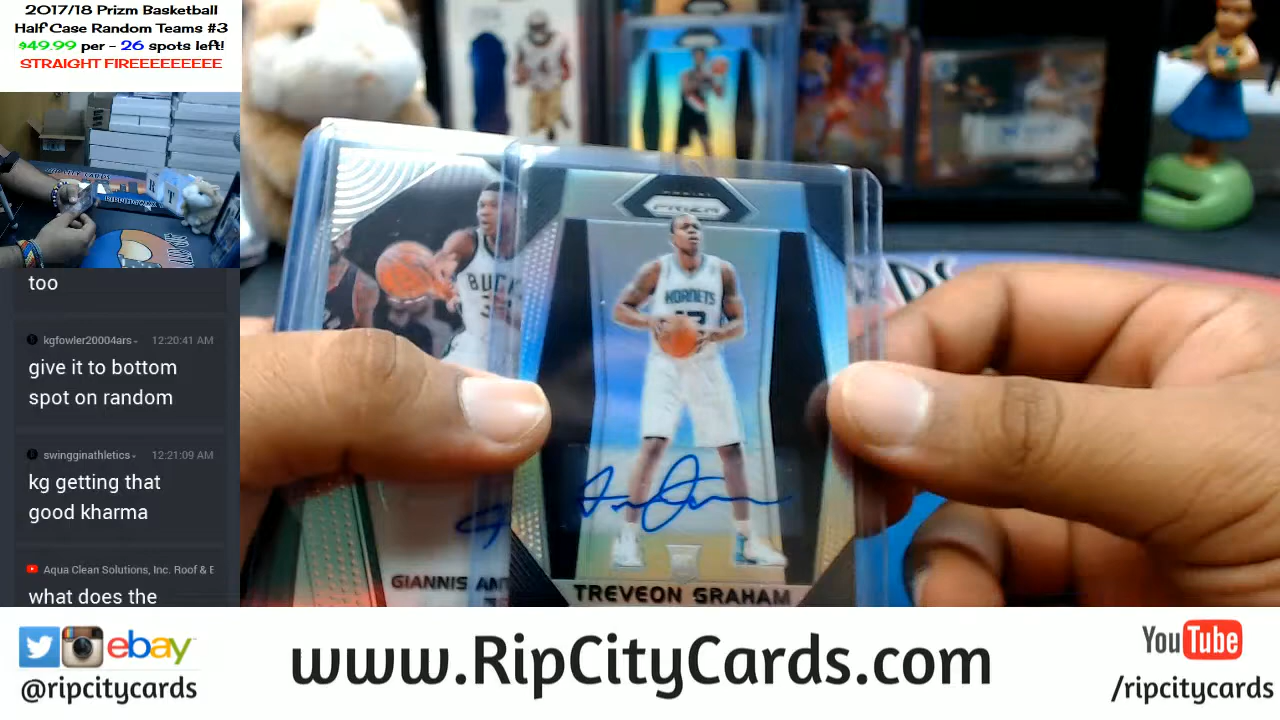 2017/18 Prizm Basketball
Half Case Random Teams #3
$49.99 per - 26 spots left!
STRAIGHT FIREEEEEEEEE
too
kgfowler20004ars
12:20:41 AM
give it to bottom
spot on random
swingginathletics
12:21:09 AM
kg getting that
good kharma
Aqua Clean Solutions, Inc. Roof & E
what does the
BUCK
GIANNIS ANT
PRIZM
HORNETS
TREVEON GRAHAM
ebay
@ripcitycards
www.RipCityCards.com
YouTube
/ripcitycards